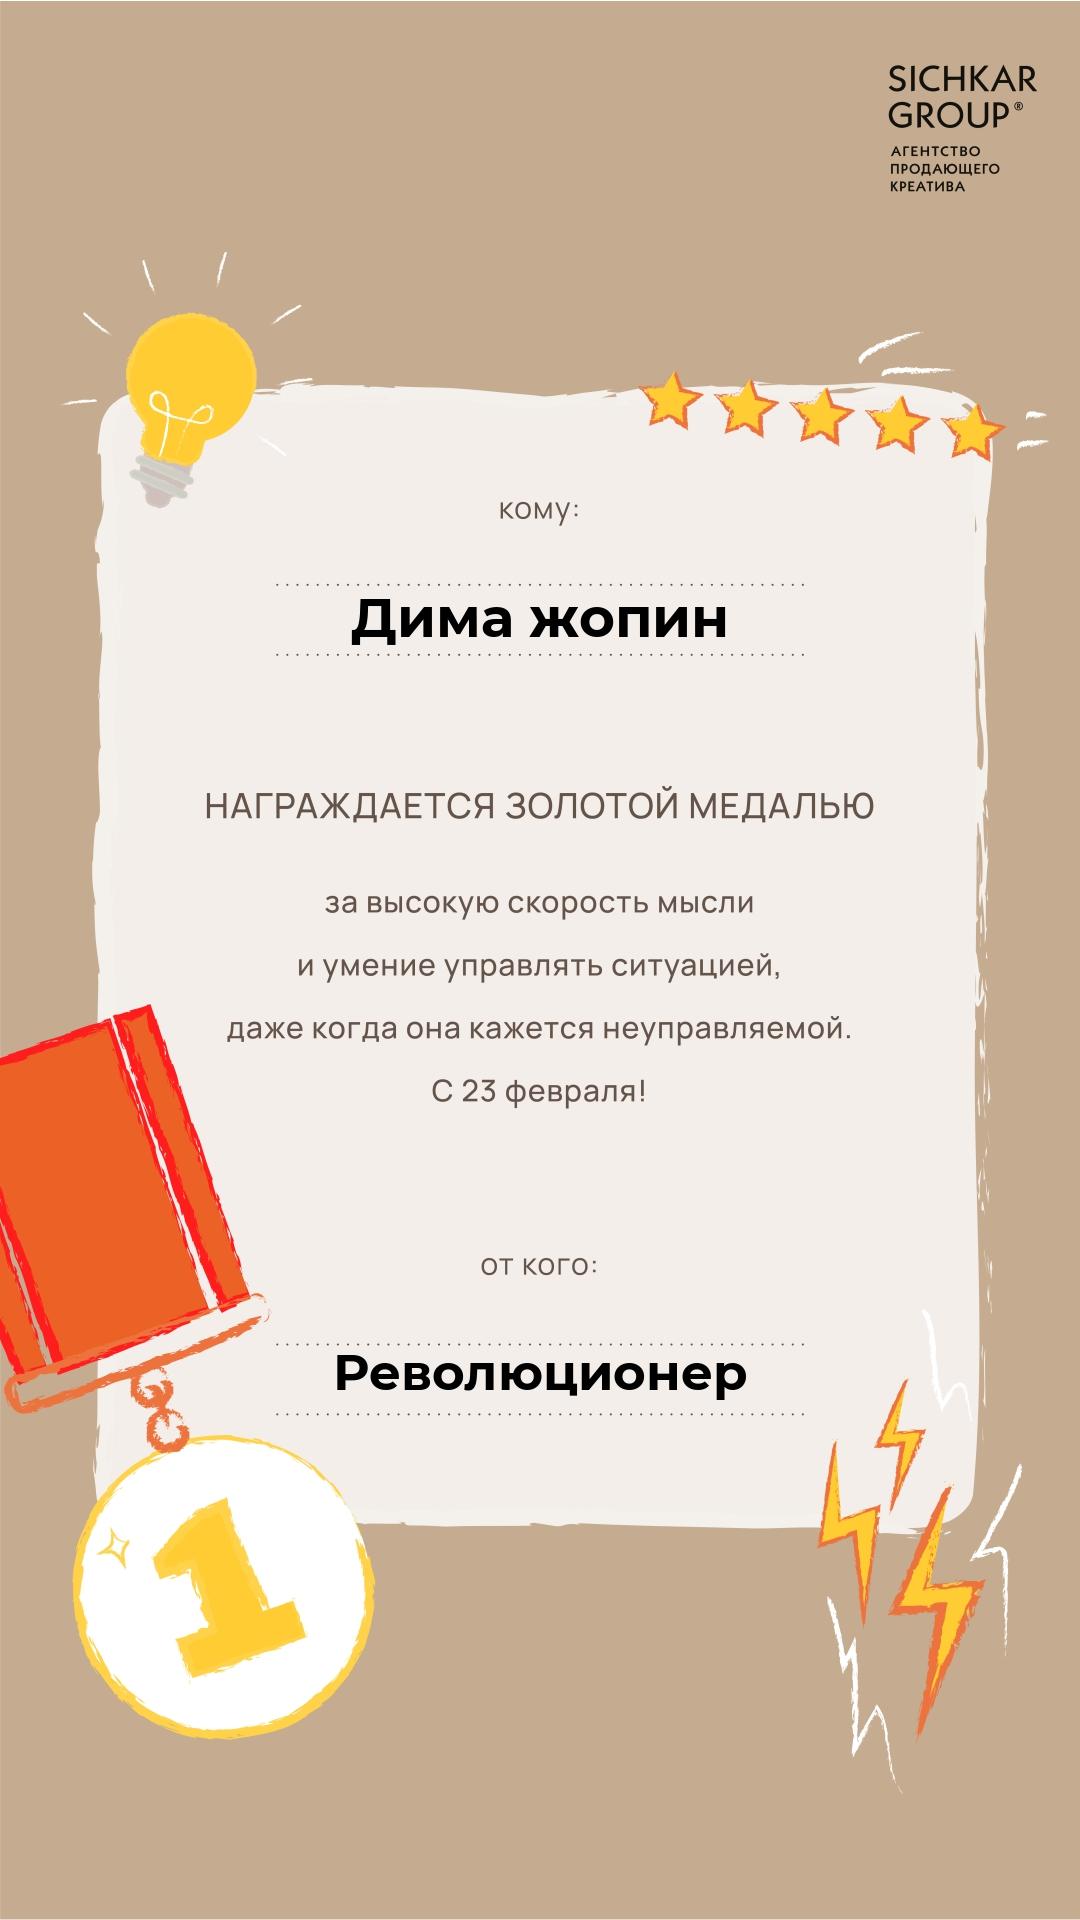 SICHKAR
GROUP®
АГЕНТСТВО
ПРОДАЮЩЕГО
КРЕАТИВА
кому:
Дима жопин
НАГРАЖДАЕТСЯ ЗОЛОТОЙ МЕДАЛЬЮ
за высокую скорость мысли
и умение управлять ситуацией,
даже когда она кажется неуправляемой.
С 23 февраля!
от кого:
Революционер
1